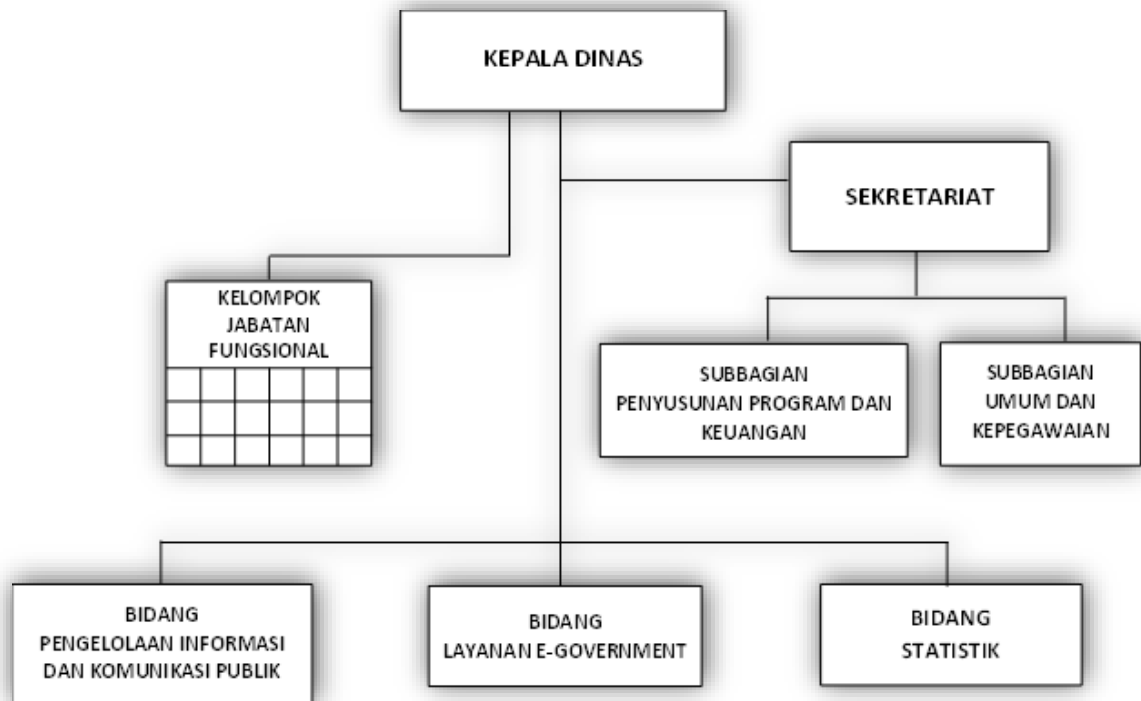 KEPALA DINAS
SEKRETARIAT
KELOMPOK
JABATAN
FUNGSIONAL
SUBBAGIAN
PENYUSUNAN PROGRAM DAN
KEUANGAN
SUBBAGIAN
UMUM DAN
KEPEGAWAIAN
BIDANG
PENGELOLAAN INFORMASI
DAN KOMUNIKASI PUBLIK
BIDANG
LAYANAN E-GOVERNMENT
BIDANG
STATISTIK